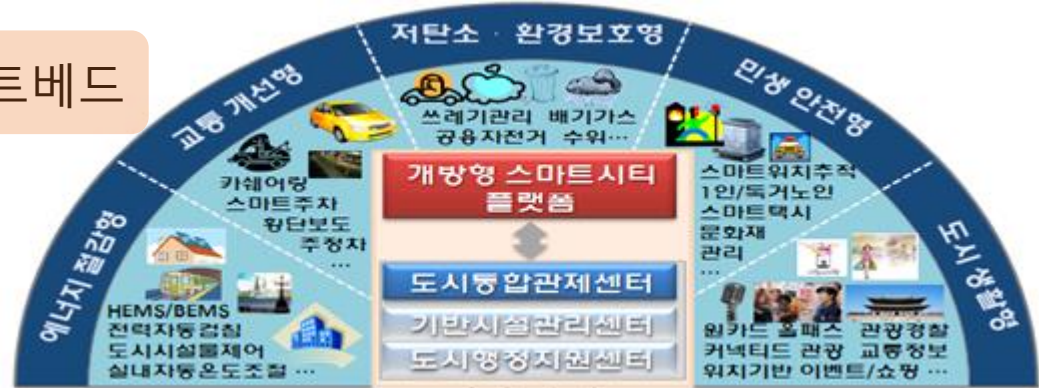 트베드
저탄소 · 환경보호형
교통 개선형
민생 안전형
에너지 절감형
도시 생활형
쓰레기관리 배기가스
공용자전거 수위…
카쉐어링
스마트주차
횡단보도
주정차
…
HEMS/BEMS
전력자동검침
도시시설물제어
실내자동온도조절 …
개방형 스마트시티
플랫폼
도시통합관제센터
기반시설관리센터
도시행정지원센터
스마트위치추적
1인/독거노인
스마트택시
문화재
관리
…
원카드 올패스 관광경찰
커넥티드 관광 교통정보
위치기반 이벤트/쇼핑 …